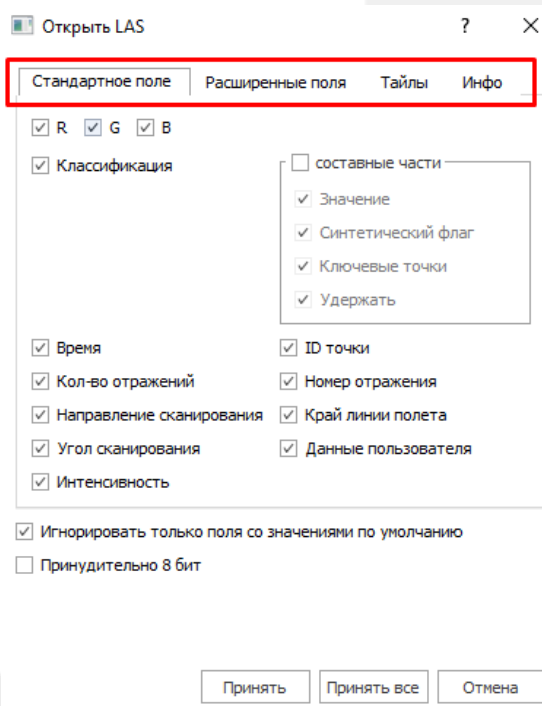 Открыть LAS ?
Стандартное поле Расширенные поля Тайлы Инфо
R G B
Классификация
составные части
Значение
Синтетический флаг
Ключевые точки
Удержать
Время ID точки
Кол-во отражений Номер отражения
Направление сканирования Край линии полета
Угол сканирования Данные пользователя
Интенсивность
Игнорировать только поля со значениями по умолчанию
Принудительно 8 бит
Принять Принять все Отмена